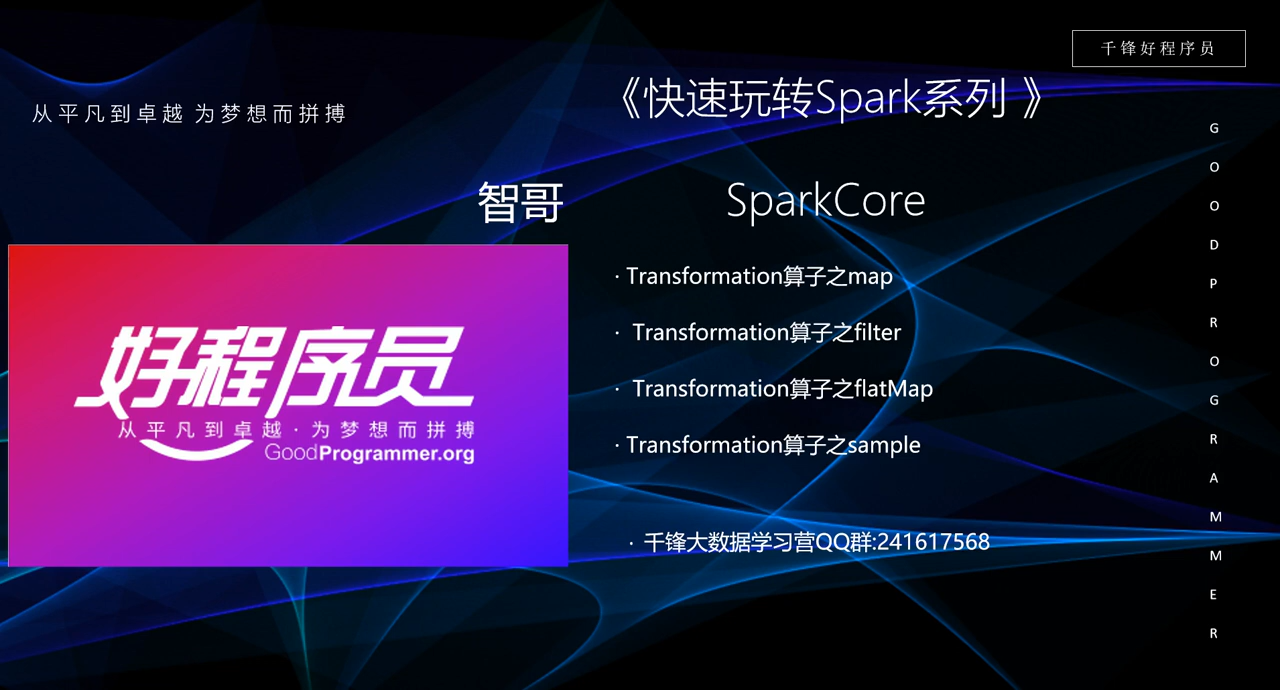 千锋好程序员
《快速玩转Spark系列 》
从平凡到卓越 为梦想而拼搏
智哥
SparkCore
好程序员
从平凡到卓越·为梦想而拼搏
GoodProgrammer.org
· Transformation算子之map
· Transformation算子之filter
· Transformation算子之flatMap
· Transformation算子之sample
· 千锋大数据学习营QQ群:241617568
GOODPROGRAMMER